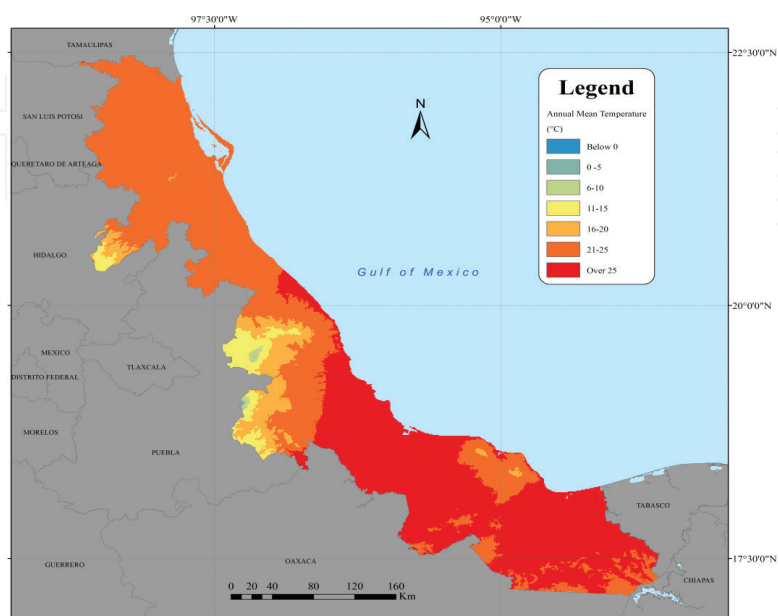 97°30'0"W
95°0'0"W
TAMAULIPAS
22°30'0"N
Legend
Annual Mean Temperature
(°C)
Below 0
0 -5
6-10
11-15
16-20
21-25
Over 25
N
SAN LUIS POTOSI
QUERETARO DE ARTEAGA
HIDALGO
Gulf of Mexico
20°0'0"N
MEXICO
TLAXCALA
DISTRITO FEDERAL
MORELOS
PUEBLA
TABASCO
GUERRERO
OAXACA
17°30'0"N
CHIAPAS
0 20 40 80 120 160
Km